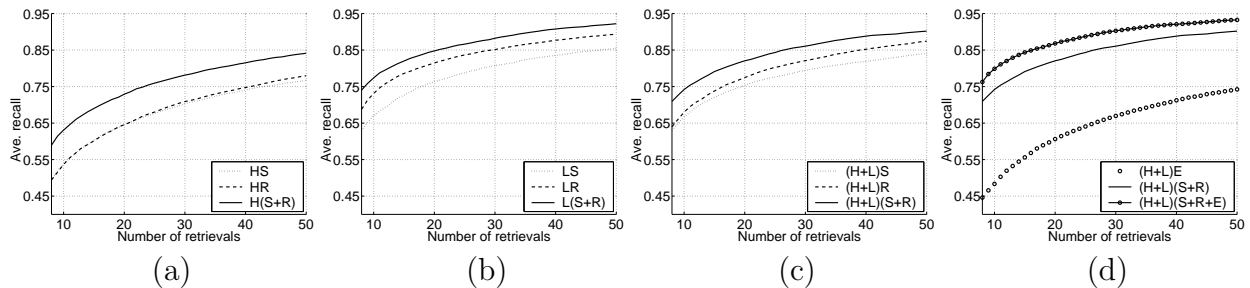 0.95
0.85
0.75
0.65
0.55
0.45
Ave. recall
10 20 30 40 50
Number of retrievals
HS
HR
H(S+R)
(a)
0.95
0.85
0.75
0.65
0.55
0.45
Ave. recall
10 20 30 40 50
Number of retrievals
LS
LR
L(S+R)
(b)
0.95
0.85
0.75
0.65
0.55
0.45
Ave. recall
10 20 30 40 50
Number of retrievals
(H+L)S
(H+L)R
(H+L)(S+R)
(c)
0.95
0.85
0.75
0.65
0.55
0.45
Ave. recall
10 20 30 40 50
Number of retrievals
(H+L)E
(H+L)(S+R)
(H+L)(S+R+E)
(d)